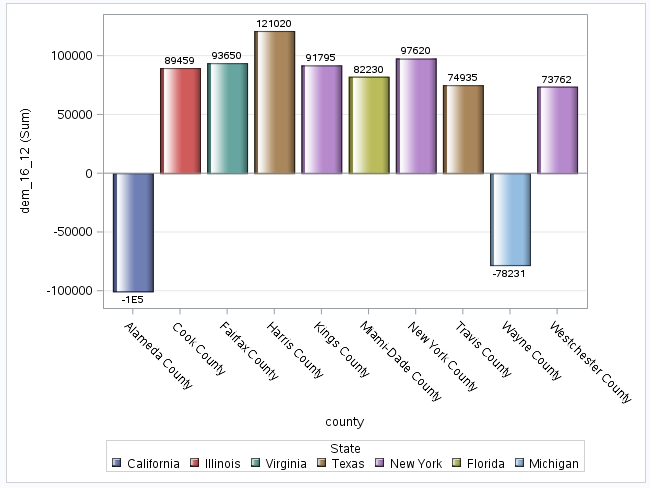 121020
97620
93650
91795
89459
82230
74935
73762
100000
50000
0
-50000
-100000
-78231
-1E5
dem_16_12 (Sum)
Alameda County
Cook County
Fairfax County
Harris County
Kings County
Miami-Dade County
New York County
Travis County
Wayne County
Westchester County
county
State
California Illinois Virginia Texas New York Florida Michigan